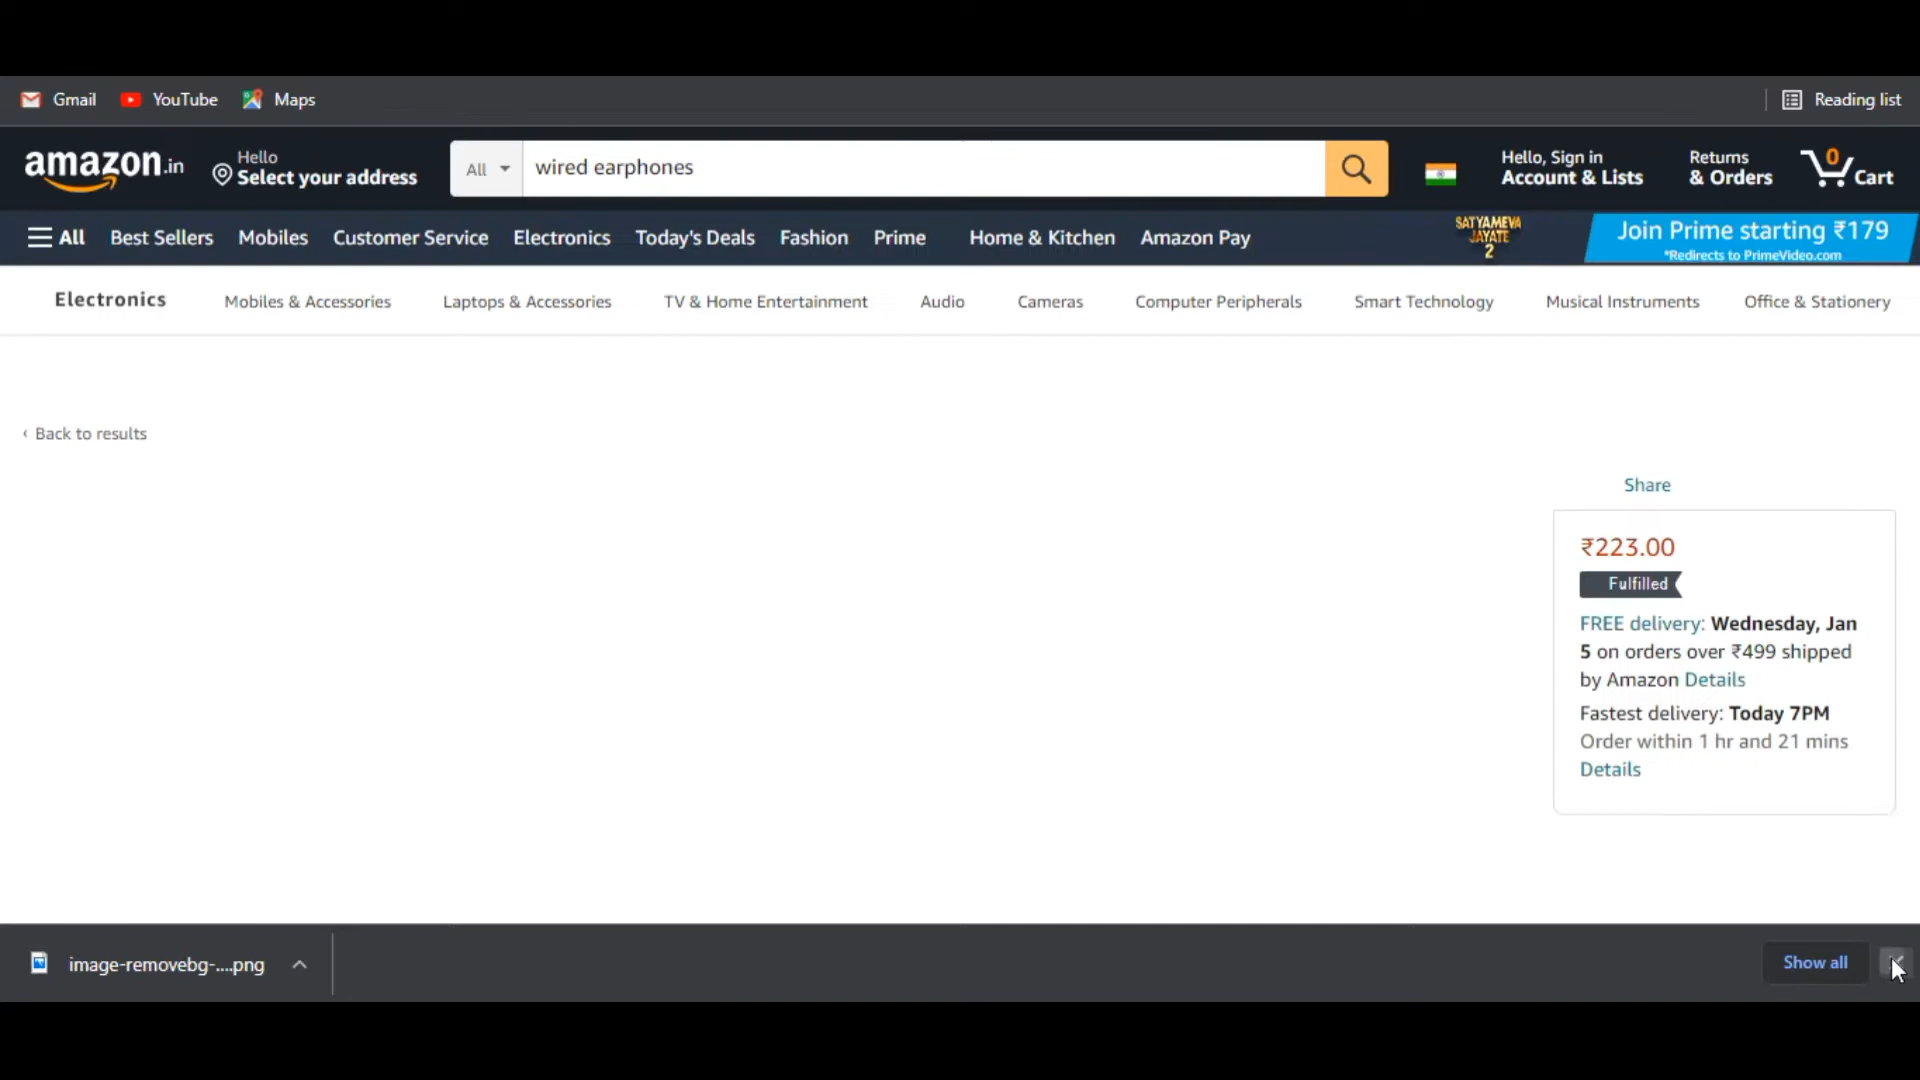 Gmail YouTube Maps Reading list
amazon.in
Hello
Select your address
All wired earphones
Hello, Sign in
Account & Lists
Returns
& Orders
0
Cart
All Best Sellers Mobiles Customer Service Electronics Today's Deals Fashion Prime Home & Kitchen Amazon Pay
SATYAMEVA
JAYATE
2
Join Prime starting ₹179
*Redirects to PrimeVideo.com
Electronics Mobiles & Accessories Laptops & Accessories TV & Home Entertainment Audio Cameras Computer Peripherals Smart Technology Musical Instruments Office & Stationery
‹ Back to results
Share
₹223.00
Fulfilled
FREE delivery: Wednesday, Jan
5 on orders over ₹499 shipped
by Amazon Details
Fastest delivery: Today 7PM
Order within 1 hr and 21 mins
Details
image-removebg-....png
Show all